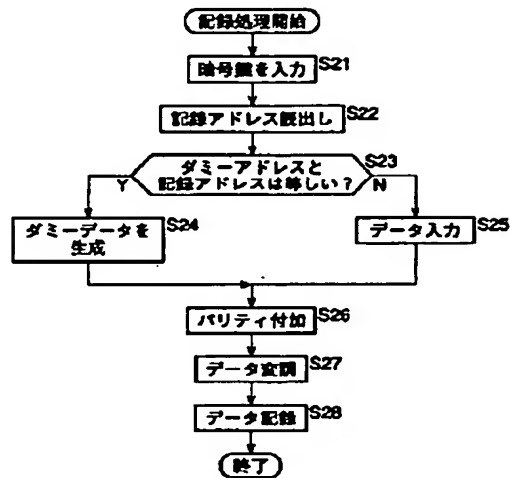 記録処理開始
暗号鍵を入力
S21
記録アドレス読出し
S22
ダミーアドレスと
記録アドレスは等しい?
S23
Y
N
ダミーデータを
生成
S24
データ入力
S25
パリティ付加
S26
データ変調
S27
データ記録
S28
終了